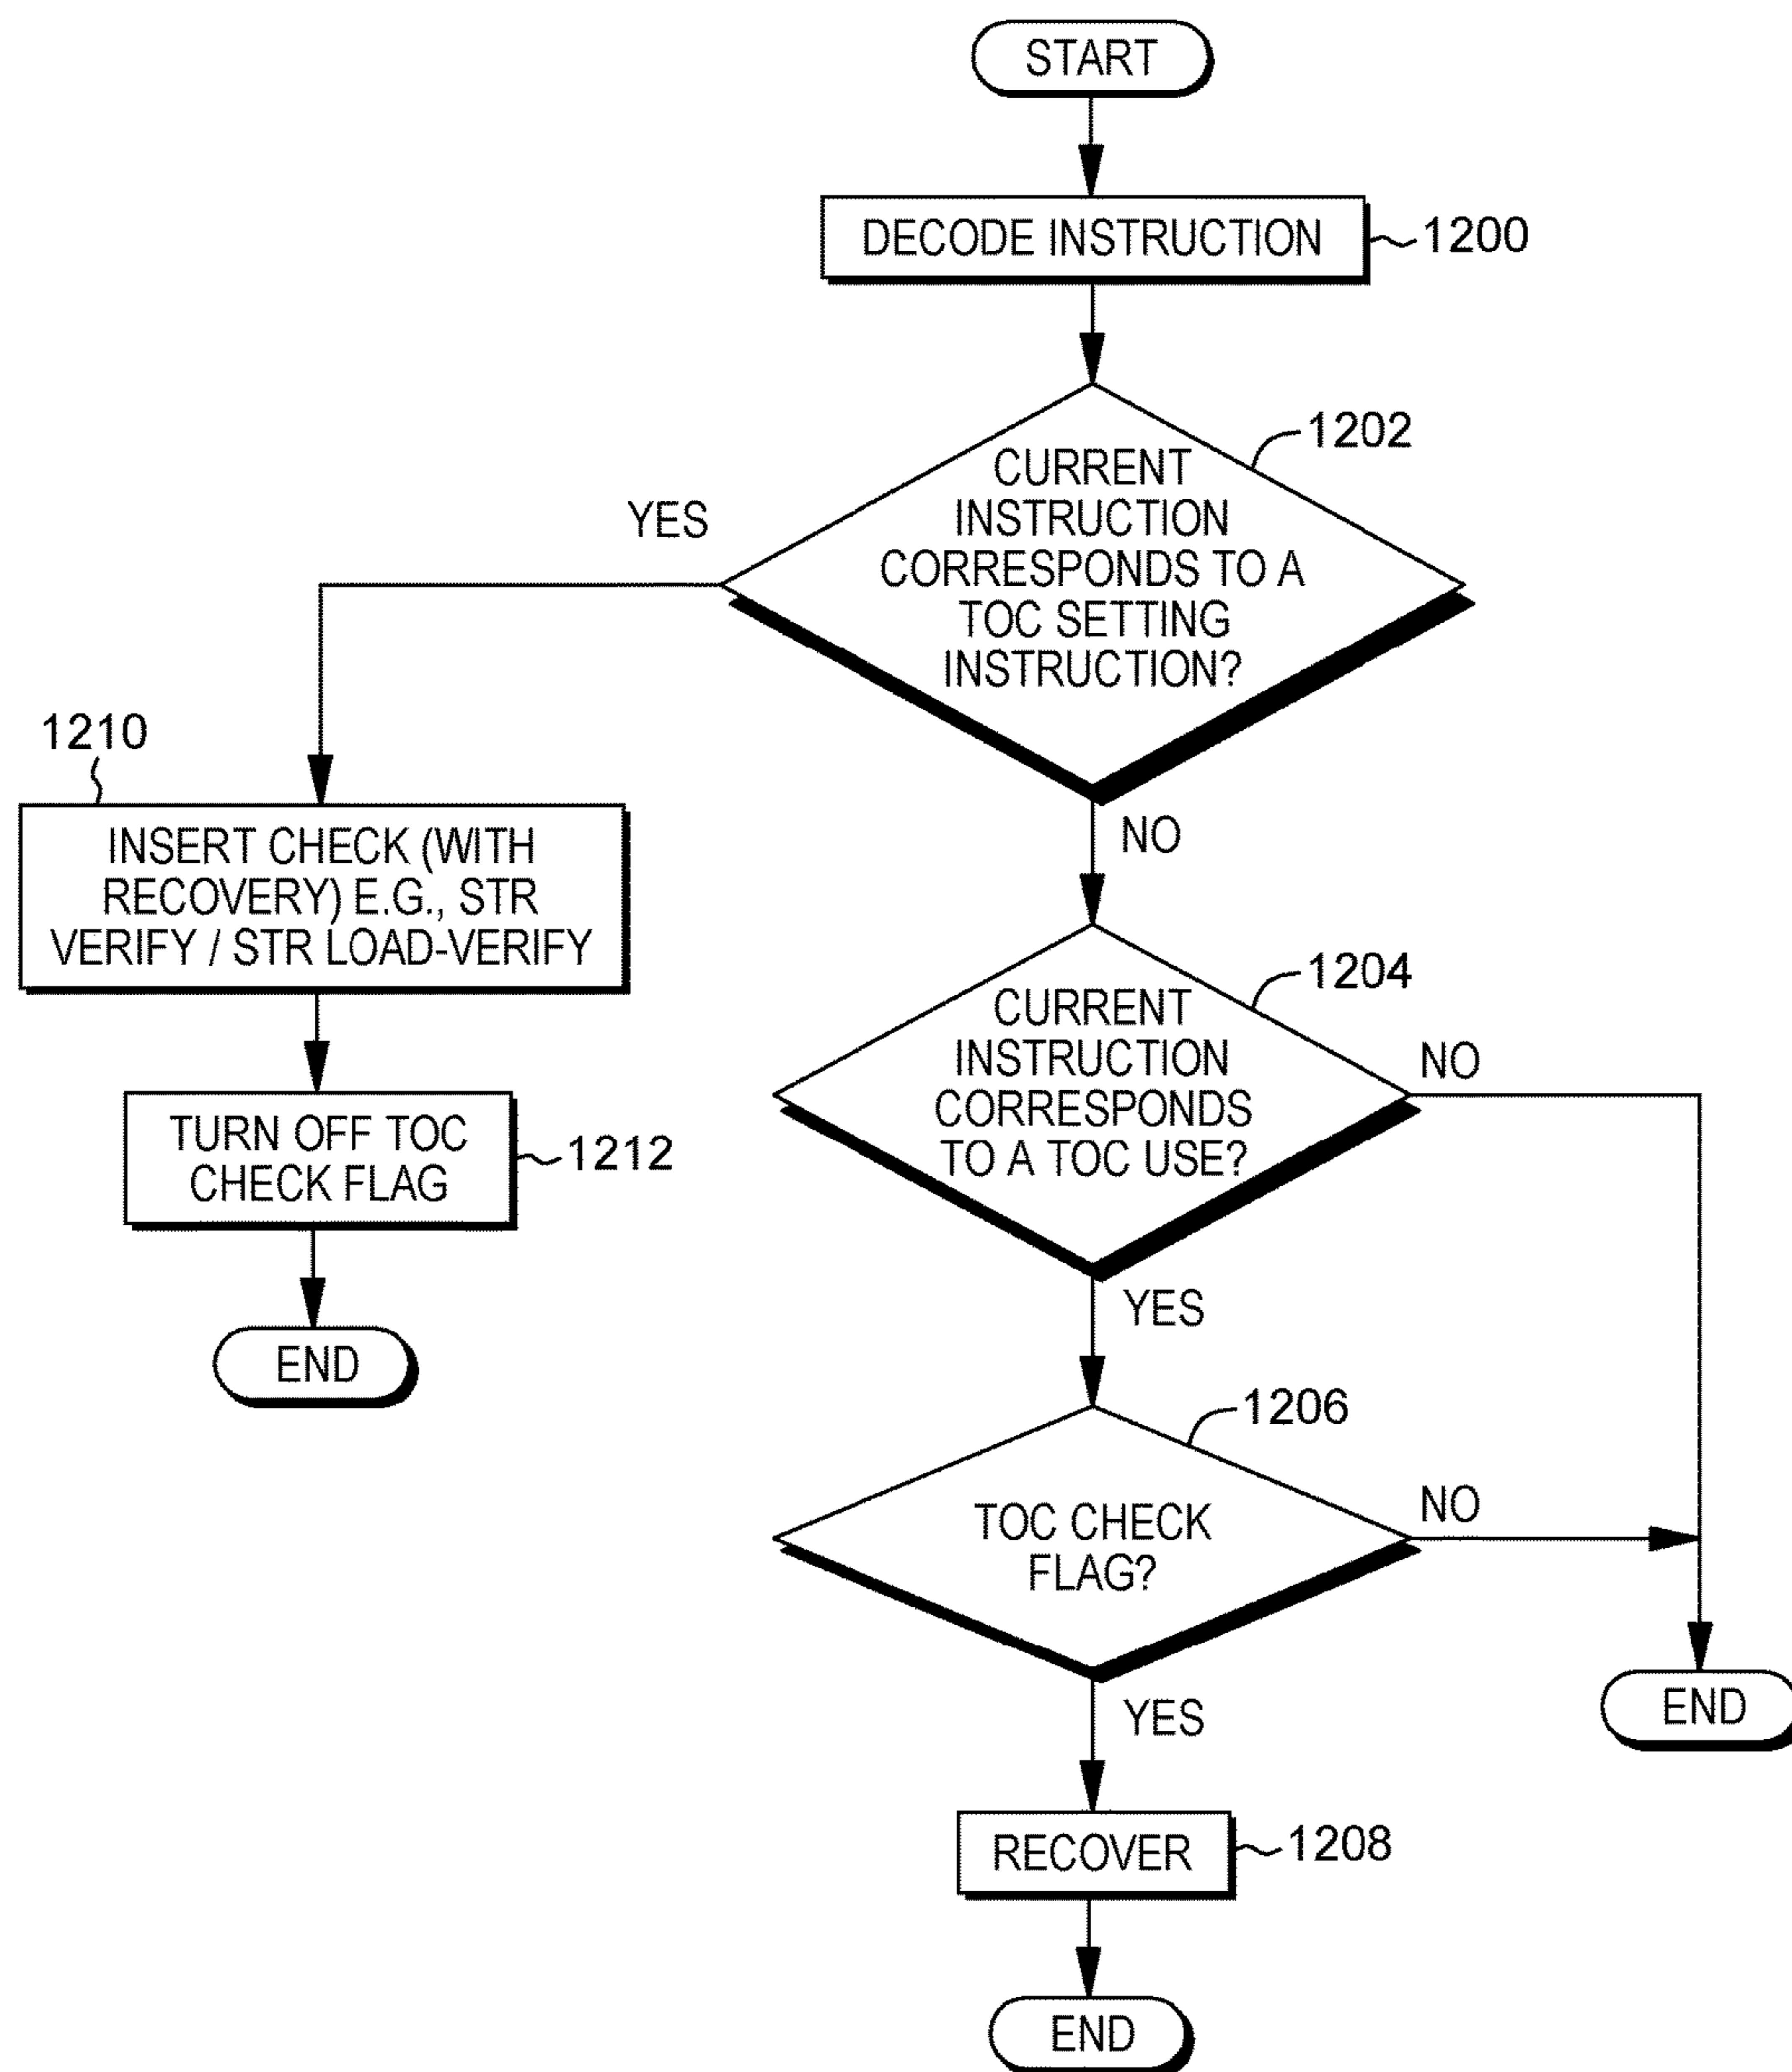 START
DECODE INSTRUCTION
1200
1202
CURRENT
INSTRUCTION
CORRESPONDS TO A
TOC SETTING
INSTRUCTION?
YES
NO
1210
INSERT CHECK (WITH
RECOVERY) E.G., STR
VERIFY / STR LOAD-VERIFY
TURN OFF TOC
CHECK FLAG
1212
END
1204
CURRENT
INSTRUCTION
CORRESPONDS
TO A TOC USE?
NO
YES
1206
TOC CHECK
FLAG?
NO
YES
END
RECOVER
1208
END